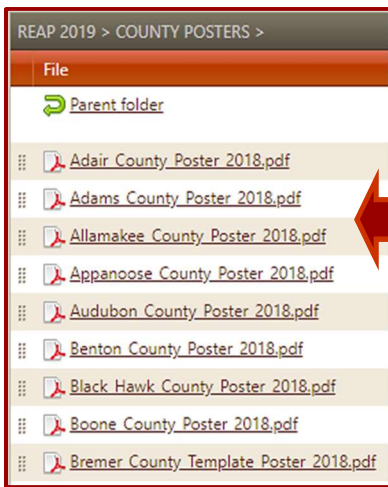 REAP 2019 > COUNTY POSTERS >
File
Parent folder
Adair County Poster 2018.pdf
Adams County Poster 2018.pdf
Allamakee County Poster 2018.pdf
Appanoose County Poster 2018.pdf
Audubon County Poster 2018.pdf
Benton County Poster 2018.pdf
Black Hawk County Poster 2018.pdf
Boone County Poster 2018.pdf
Bremer County Template Poster 2018.pdf